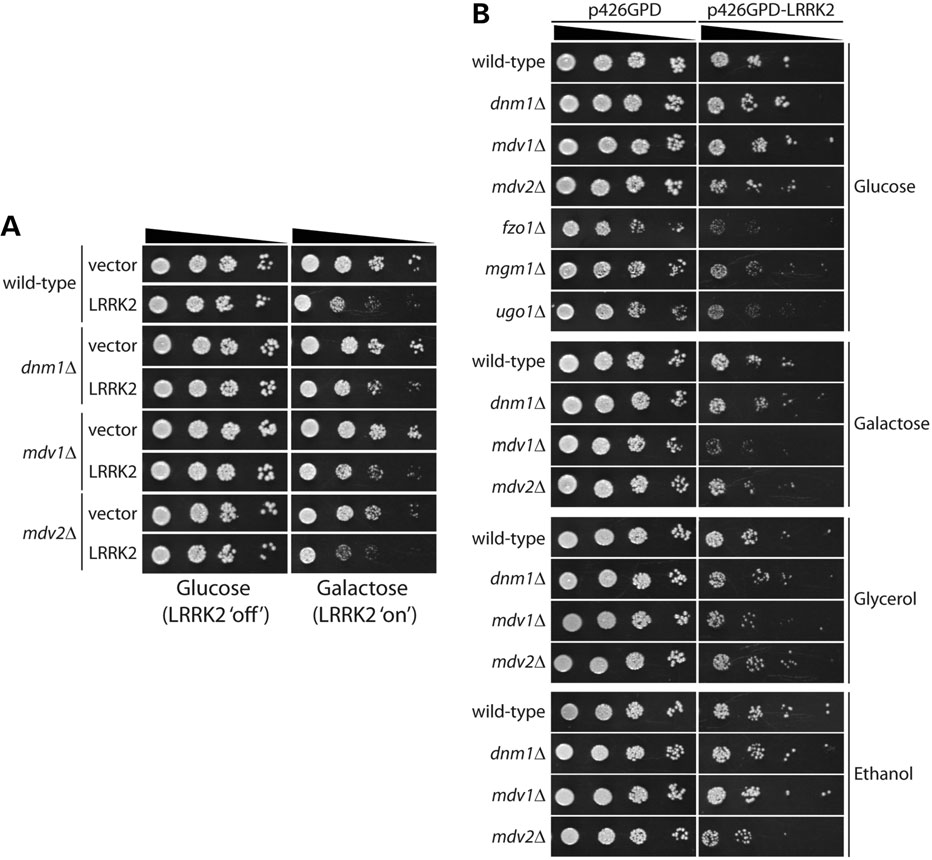 A
wild-type
vector
LRRK2
dnm1Δ
vector
LRRK2
mdv1Δ
vector
LRRK2
mdv2Δ
vector
LRRK2
Glucose
(LRRK2 'off')
Galactose
(LRRK2 'on')
B
p426GPD
p426GPD-LRRK2
wild-type
dnm1Δ
mdv1Δ
mdv2Δ
fzo1Δ
mgm1Δ
ugo1Δ
Glucose
wild-type
dnm1Δ
mdv1Δ
mdv2Δ
Galactose
wild-type
dnm1Δ
mdv1Δ
mdv2Δ
Glycerol
wild-type
dnm1Δ
mdv1Δ
mdv2Δ
Ethanol